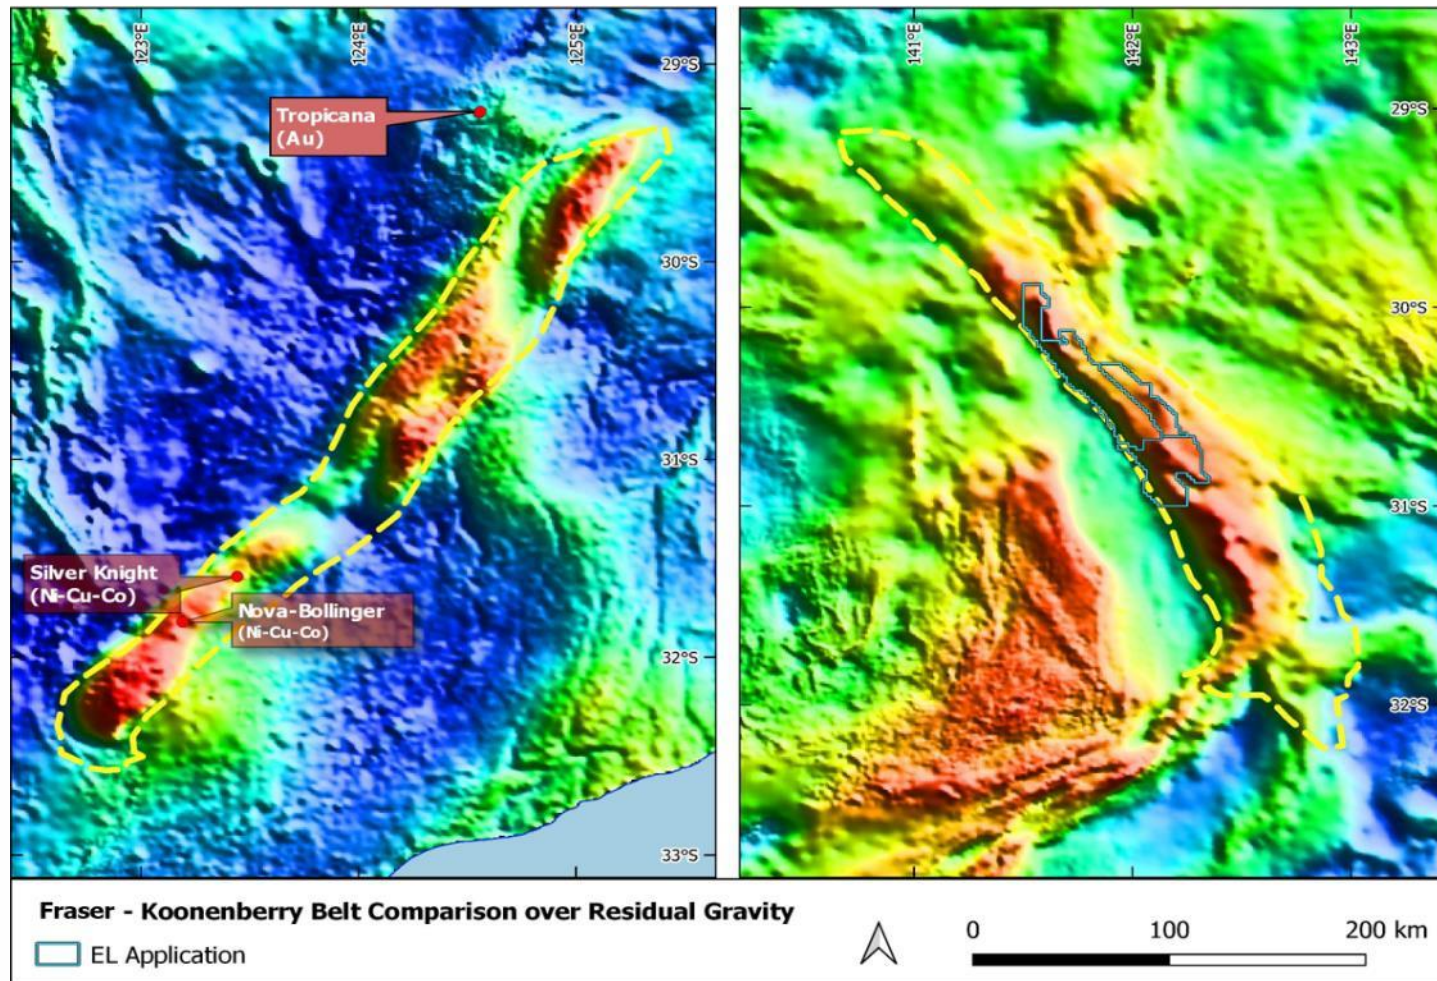 123°E
124°E
125°E
29°S
Tropicana
(Au)
30°S
31°S
Silver Knight
(Ni-Cu-Co)
Nova-Bollinger
(Ni-Cu-Co)
32°S
33°S
141°E
142°E
143°E
29°S
30°S
31°S
32°S
Fraser - Koonenberry Belt Comparison over Residual Gravity
EL Application
0
100
200 km